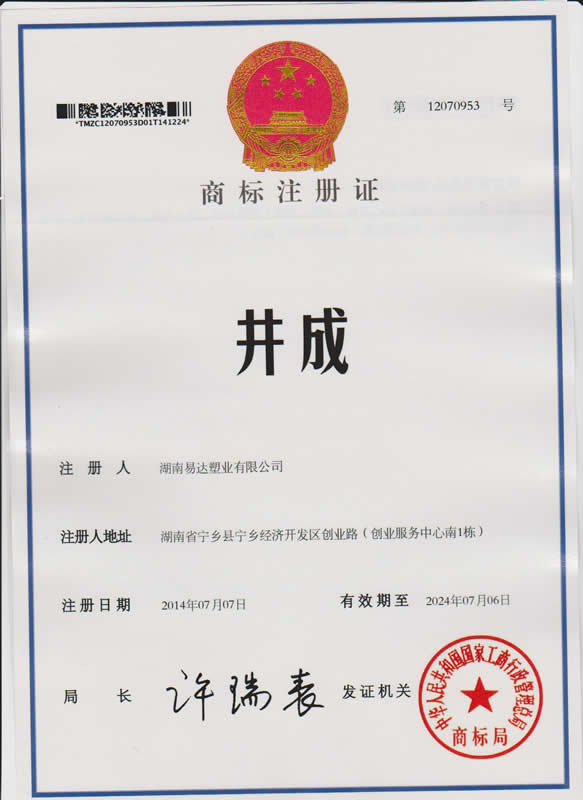 *TMZC12070953D01T141224*
第 12070953 号
商标注册证
井成
注册人 湖南易达塑业有限公司
注册人地址 湖南省宁乡县宁乡经济开发区创业路（创业服务中心南1栋）
注册日期 2014年07月07日 有效期至 2024年07月06日
局长 许瑞表 发证机关
中华人民共和国国家工商行政管理总局
商标局